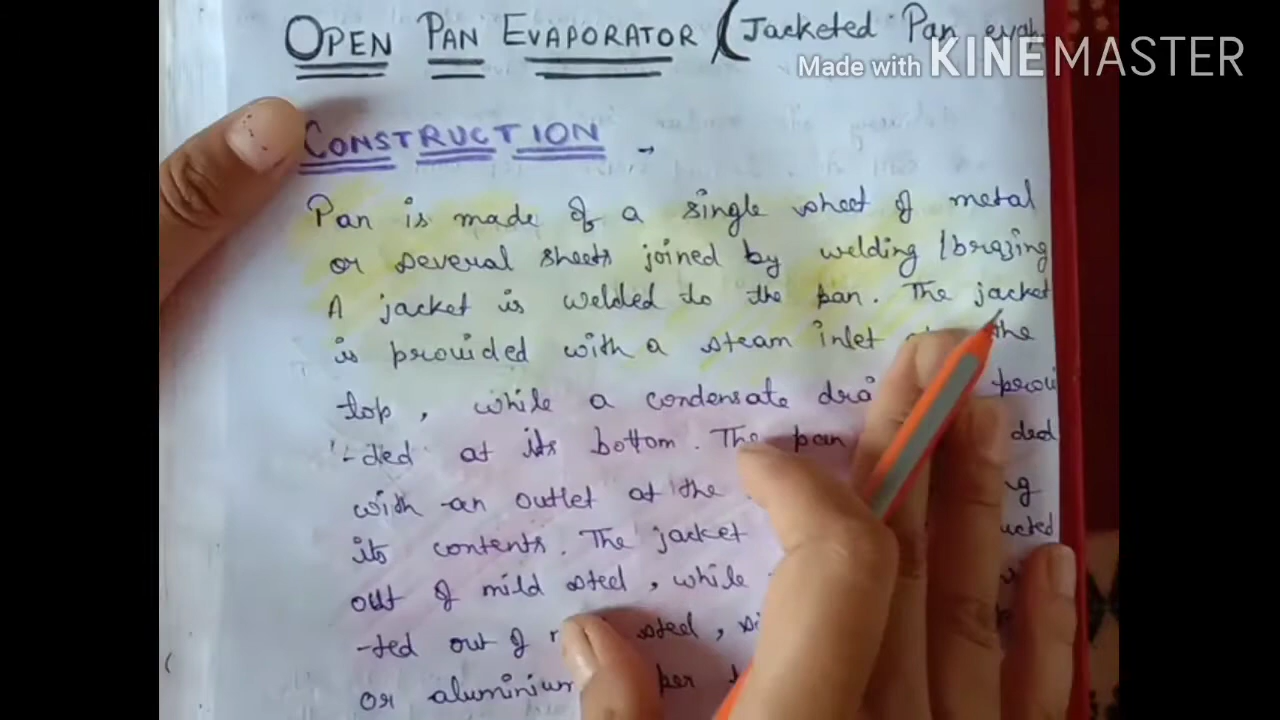 OPEN PAN EVAPORATOR (Jacketed Pan
Made with KINEMASTER
CONSTRUCTION -
Pan is made of a single sheet of metal
or several sheets joined by welding /brazing
A jacket is welded to the pan. The jacket
is provided with a steam inlet the
top, while a condensate
-ded at its bottom. The pan
with an outlet at the
its contents. The jacket
out of mild steel, while
-ted out of steel,
or aluminium per